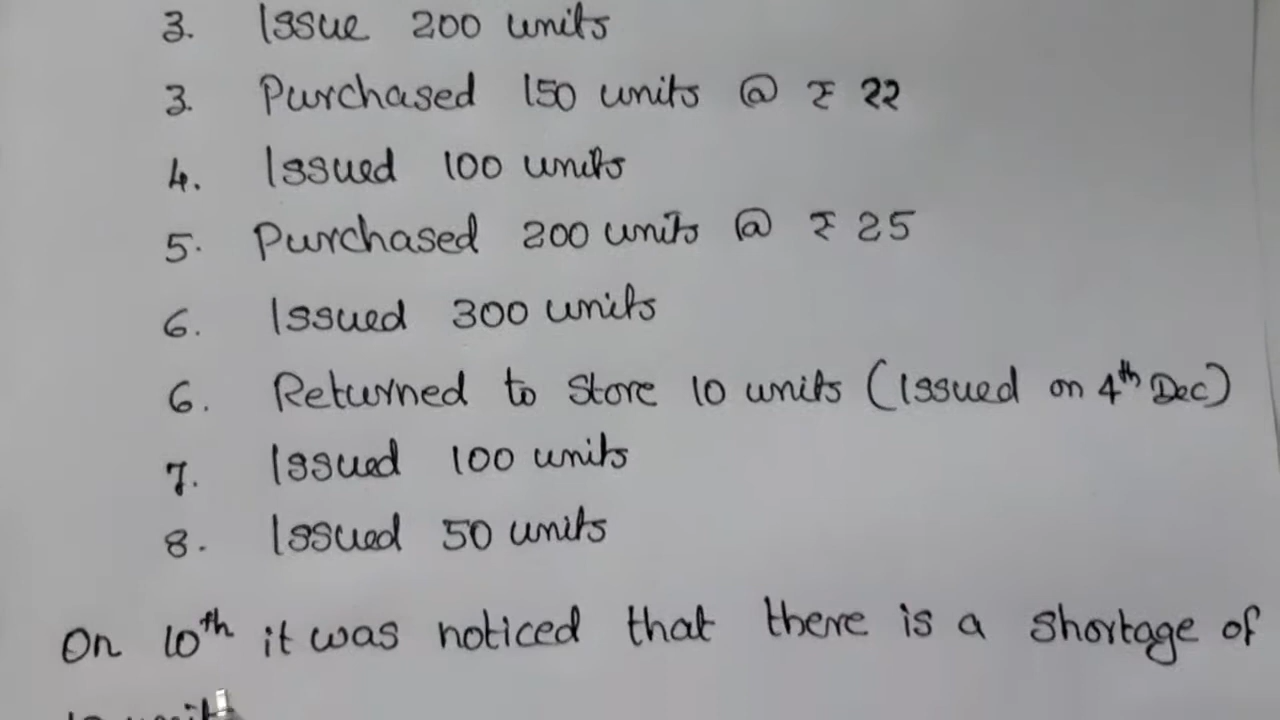 3. Issue 200 units
3. Purchased 150 units @ ₹ 22
4. Issued 100 units
5. Purchased 200 units @ ₹ 25
6. Issued 300 units
6. Returned to Store 10 units (Issued on 4th Dec)
7. Issued 100 units
8. Issued 50 units
On 10th it was noticed that there is a shortage of